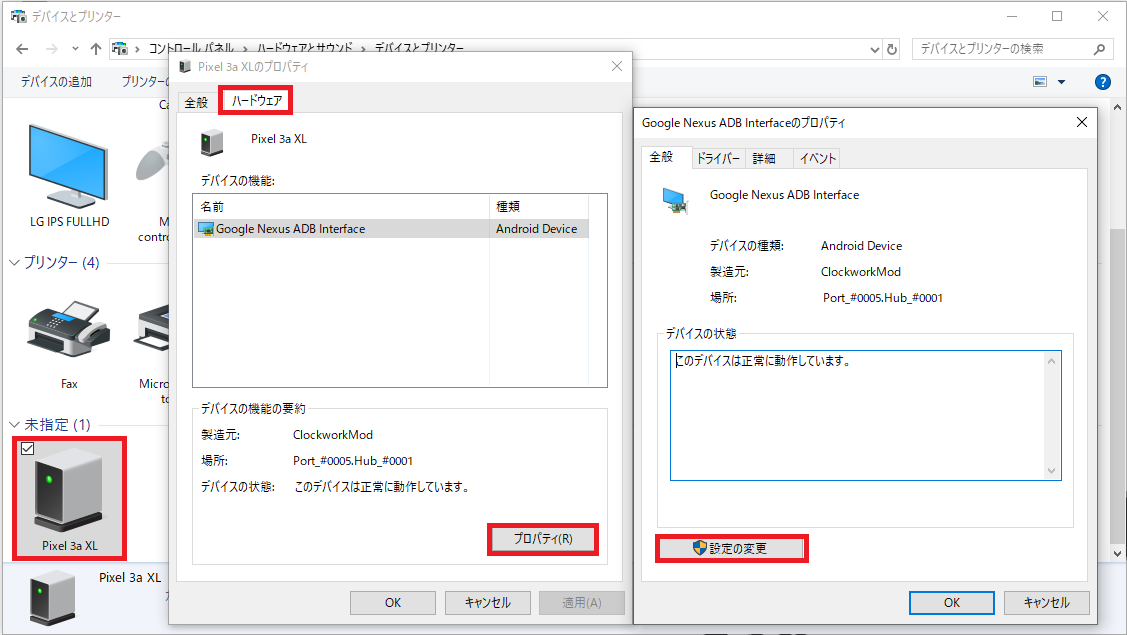 デバイスとプリンター
コントロール パネル › ハードウェアとサウンド › デバイスとプリンター
デバイスとプリンターの検索
デバイスの追加 プリンターの
Ca
LG IPS FULLHD
M
contro
プリンター (4)
Fax
Micro
to
未指定 (1)
Pixel 3a XL
Pixel 3a XL
Pixel 3a XLのプロパティ
全般 ハードウェア
Pixel 3a XL
デバイスの機能:
名前 種類
Google Nexus ADB Interface Android Device
デバイスの機能の要約
製造元: ClockworkMod
場所: Port_#0005.Hub_#0001
デバイスの状態: このデバイスは正常に動作しています。
プロパティ(R)
OK キャンセル 適用(A)
Google Nexus ADB Interfaceのプロパティ
全般 ドライバー 詳細 イベント
Google Nexus ADB Interface
デバイスの種類: Android Device
製造元: ClockworkMod
場所: Port_#0005.Hub_#0001
デバイスの状態
このデバイスは正常に動作しています。
設定の変更
OK キャンセル